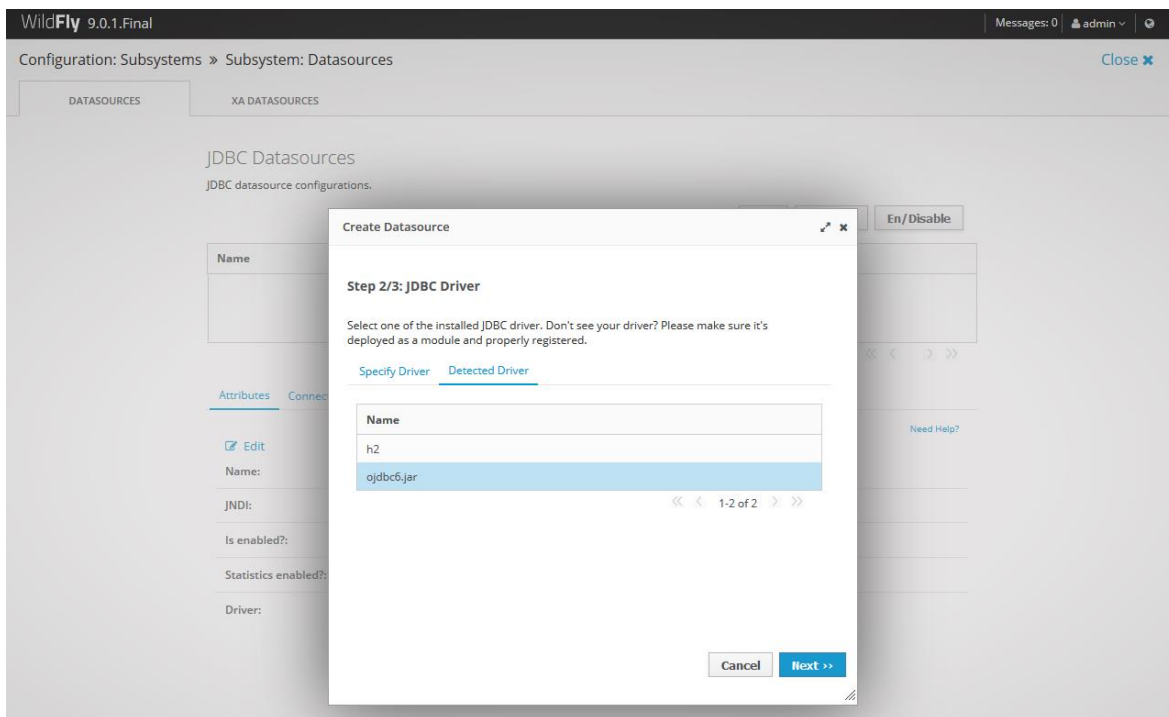 WildFly 9.0.1.Final
Messages: 0 admin
Configuration: Subsystems » Subsystem: Datasources
Close ✖
DATASOURCES XA DATASOURCES
JDBC Datasources
JDBC datasource configurations.
En/Disable
Name
Create Datasource
Step 2/3: JDBC Driver
Select one of the installed JDBC driver. Don't see your driver? Please make sure it's
deployed as a module and properly registered.
Specify Driver Detected Driver
Name
h2
ojdbc6.jar
« < 1-2 of 2 > »
Cancel Next >>
Attributes Connec
Need Help?
Edit
Name:
JNDI:
Is enabled?:
Statistics enabled?:
Driver: